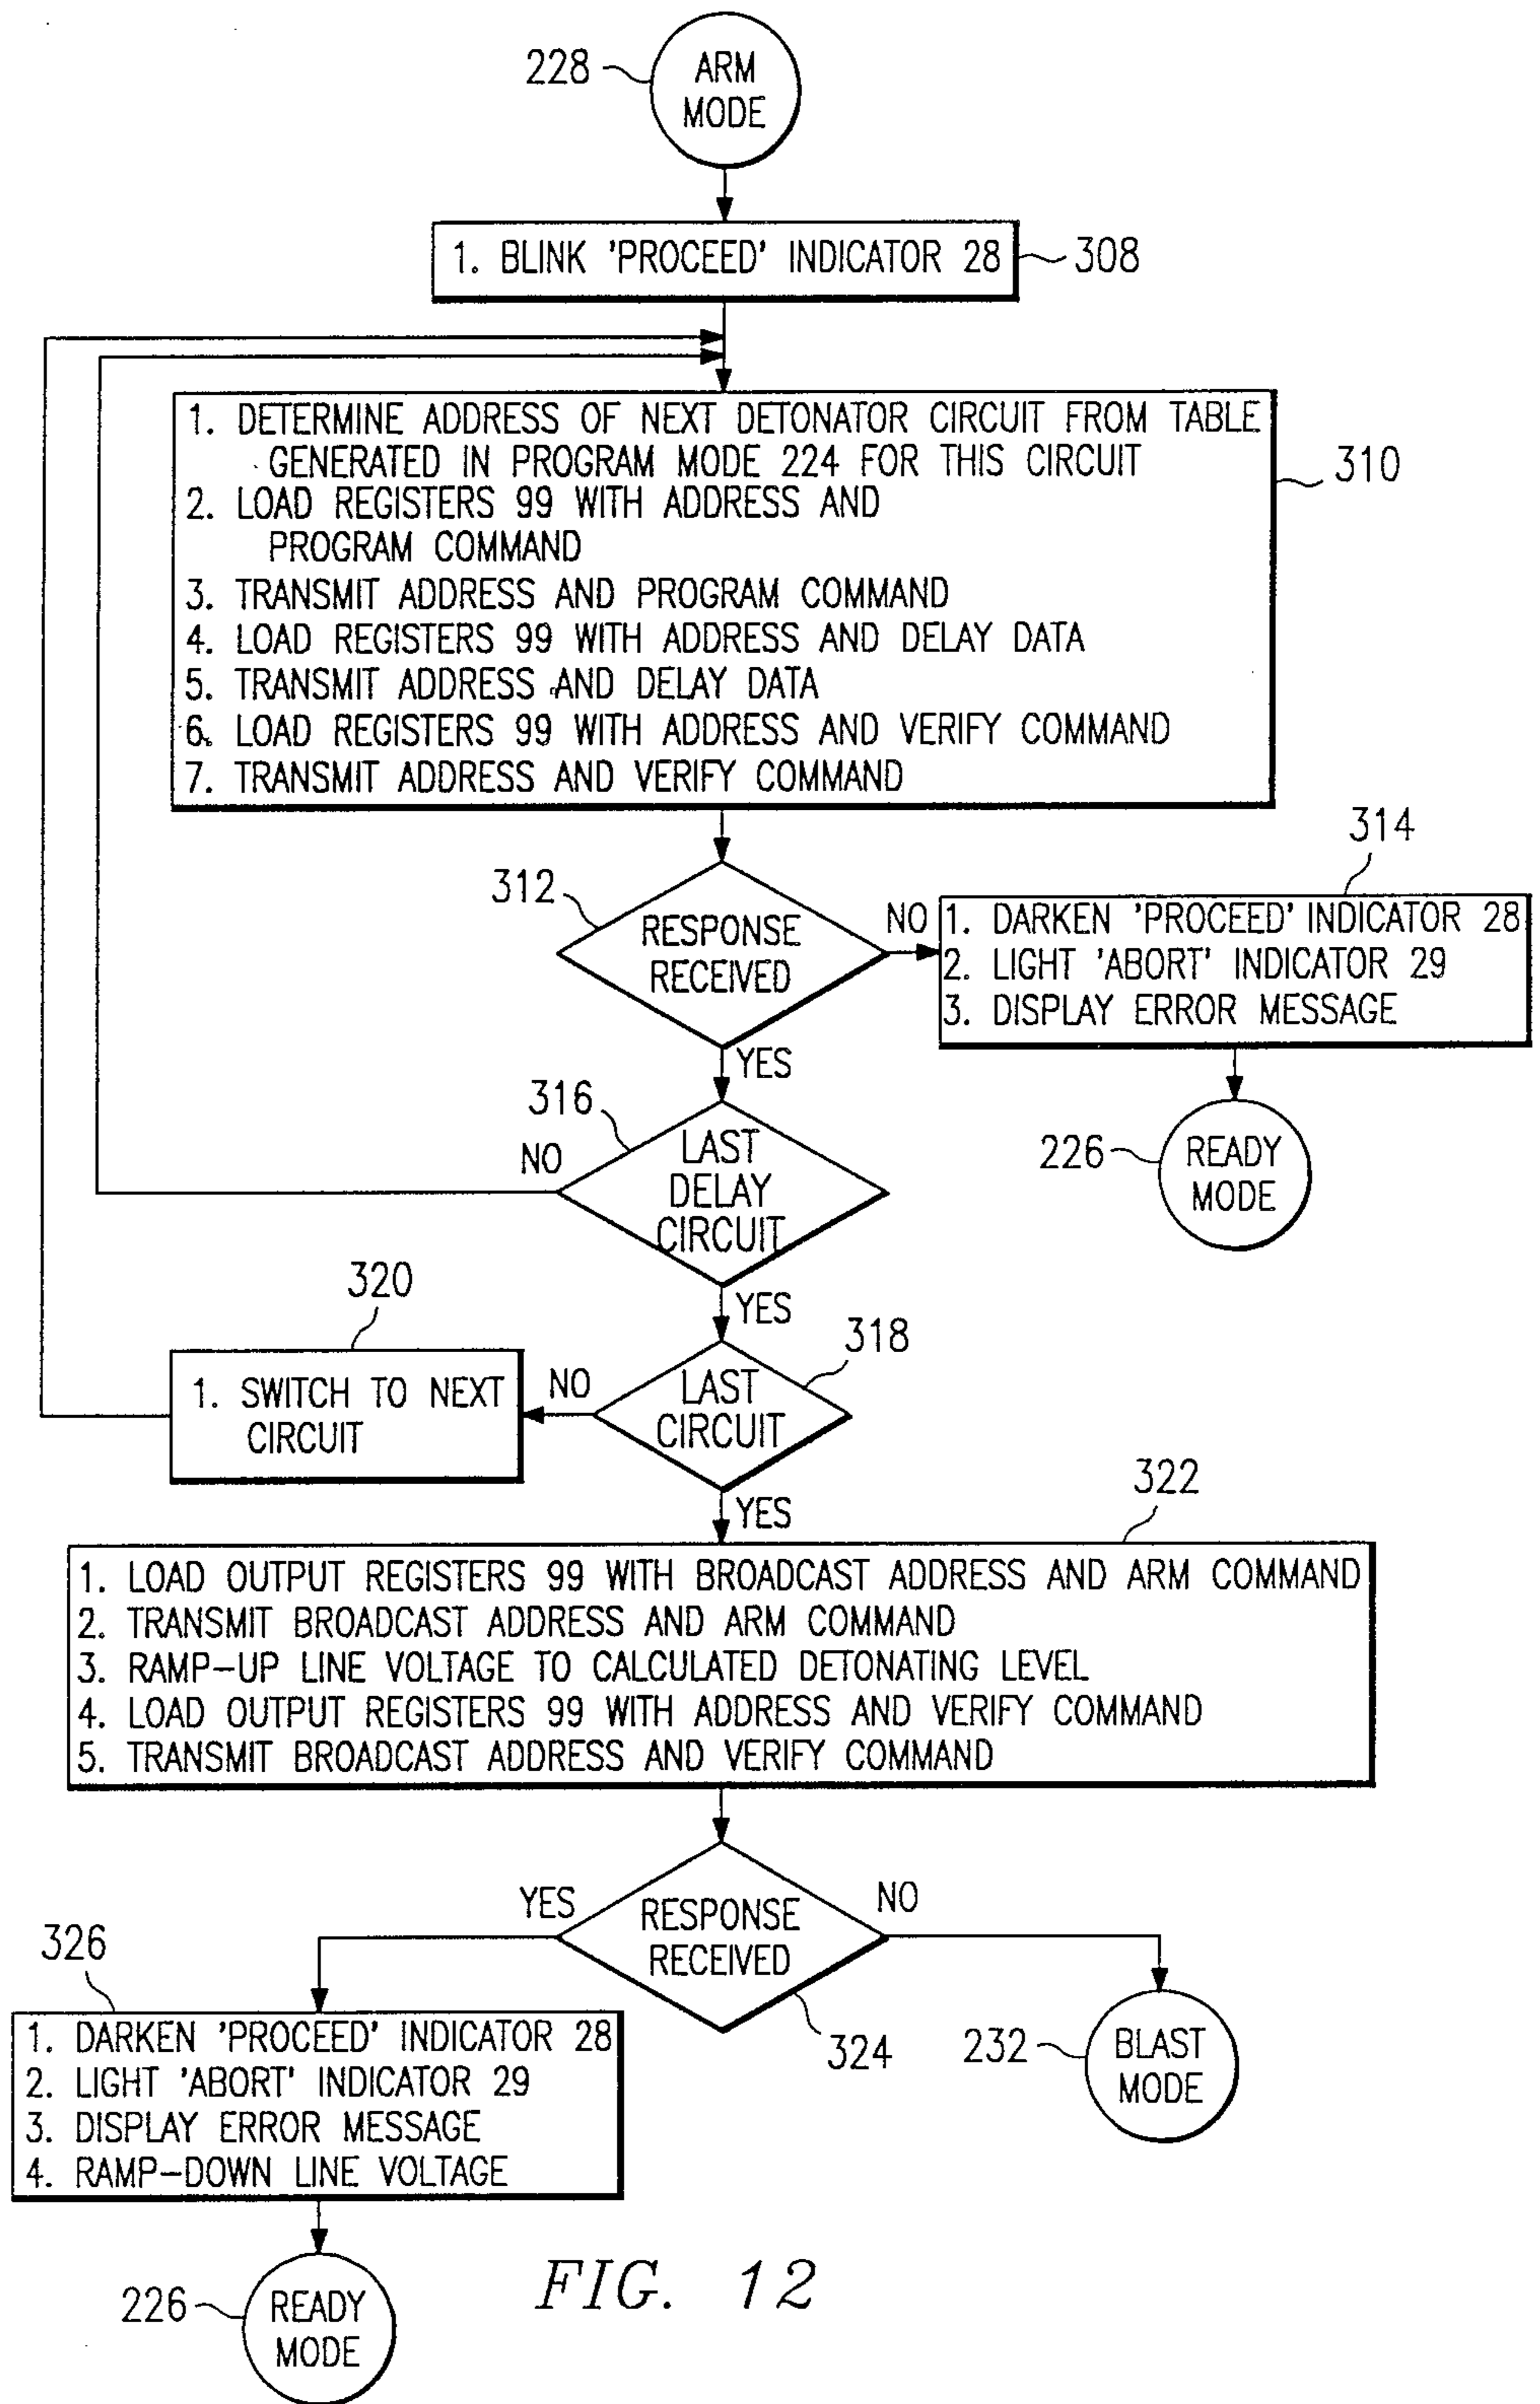 228
ARM
MODE
1. BLINK 'PROCEED' INDICATOR 28
308
1. DETERMINE ADDRESS OF NEXT DETONATOR CIRCUIT FROM TABLE
GENERATED IN PROGRAM MODE 224 FOR THIS CIRCUIT
2. LOAD REGISTERS 99 WITH ADDRESS AND
PROGRAM COMMAND
3. TRANSMIT ADDRESS AND PROGRAM COMMAND
4. LOAD REGISTERS 99 WITH ADDRESS AND DELAY DATA
5. TRANSMIT ADDRESS AND DELAY DATA
6. LOAD REGISTERS 99 WITH ADDRESS AND VERIFY COMMAND
7. TRANSMIT ADDRESS AND VERIFY COMMAND
310
312
RESPONSE
RECEIVED
NO
YES
314
1. DARKEN 'PROCEED' INDICATOR 28
2. LIGHT 'ABORT' INDICATOR 29
3. DISPLAY ERROR MESSAGE
226
READY
MODE
316
NO
LAST
DELAY
CIRCUIT
YES
320
1. SWITCH TO NEXT
CIRCUIT
NO
318
LAST
CIRCUIT
YES
322
1. LOAD OUTPUT REGISTERS 99 WITH BROADCAST ADDRESS AND ARM COMMAND
2. TRANSMIT BROADCAST ADDRESS AND ARM COMMAND
3. RAMP-UP LINE VOLTAGE TO CALCULATED DETONATING LEVEL
4. LOAD OUTPUT REGISTERS 99 WITH ADDRESS AND VERIFY COMMAND
5. TRANSMIT BROADCAST ADDRESS AND VERIFY COMMAND
YES
RESPONSE
RECEIVED
NO
324
326
1. DARKEN 'PROCEED' INDICATOR 28
2. LIGHT 'ABORT' INDICATOR 29
3. DISPLAY ERROR MESSAGE
4. RAMP-DOWN LINE VOLTAGE
232
BLAST
MODE
226
READY
MODE
FIG. 12